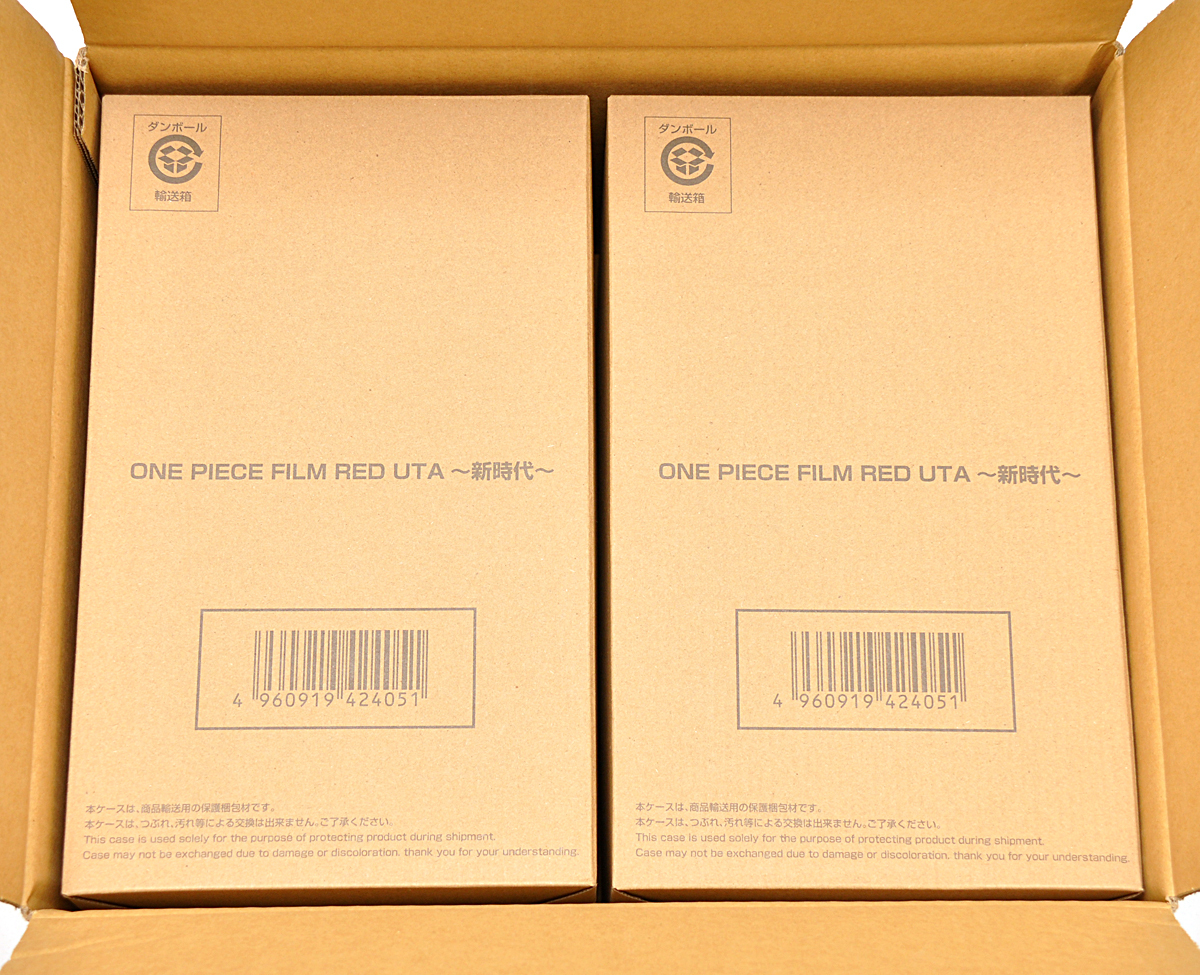 ダンボール
輸送箱
ONE PIECE FILM RED UTA ～新時代～
4 960919 424051
本ケースは、商品輸送用の保護梱包材です。
本ケースは、つぶれ、汚れ等による交換は出来ません。ご了承ください。
This case is used solely for the purpose of protecting product during shipment.
Case may not be exchanged due to damage or discoloration. thank you for your understanding.
ダンボール
輸送箱
ONE PIECE FILM RED UTA ～新時代～
4 960919 424051
本ケースは、商品輸送用の保護梱包材です。
本ケースは、つぶれ、汚れ等による交換は出来ません。ご了承ください。
This case is used solely for the purpose of protecting product during shipment.
Case may not be exchanged due to damage or discoloration. thank you for your understanding.